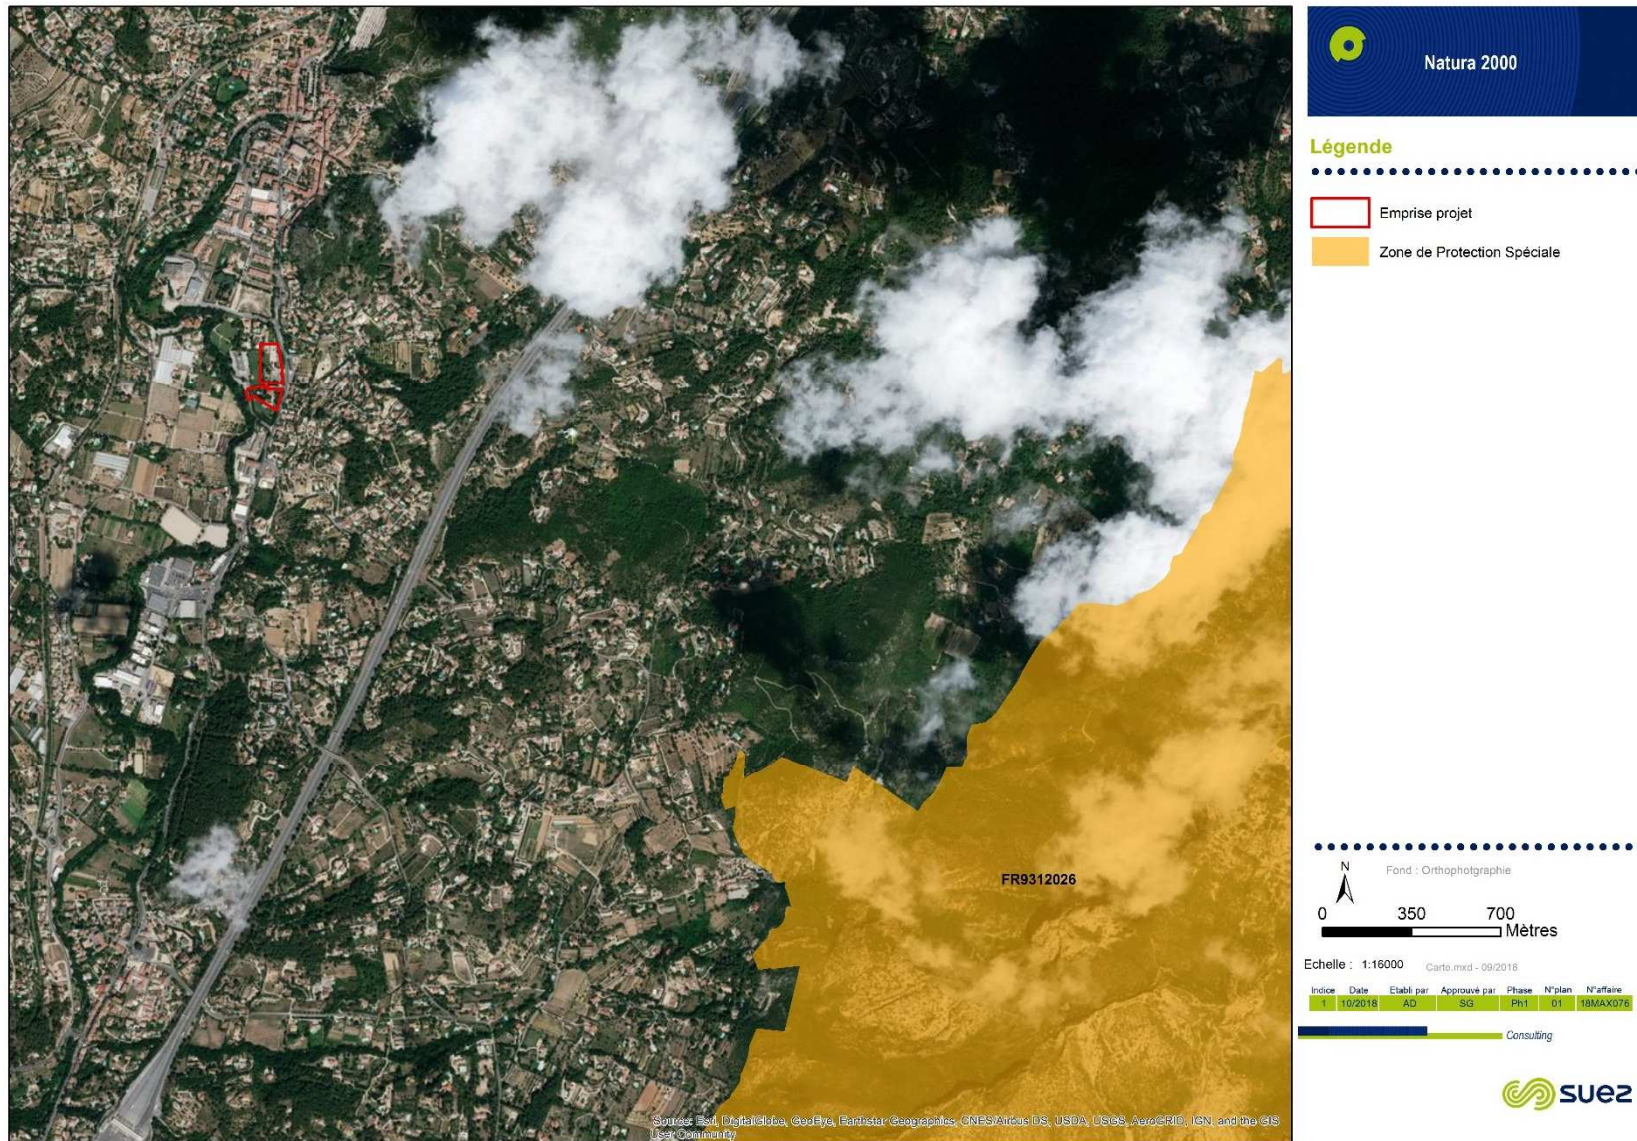 Natura 2000
Légende
Emprise projet
Zone de Protection Spéciale
FR9312026
N
Fond : Orthophotgraphie
0 350 700
Mètres
Echelle : 1:16000 Carto.mxd - 09/2018
Indice Date Etabli par Approuvé par Phase N°plan N°affaire
1 10/2018 AD SG Ph1 01 18MAX076
Consulting
suez
Source: Esri, DigitalGlobe, GeoEye, Earthstar Geographics, CNES/Airbus DS, USDA, USGS, AeroGRID, IGN, and the GIS
User Community